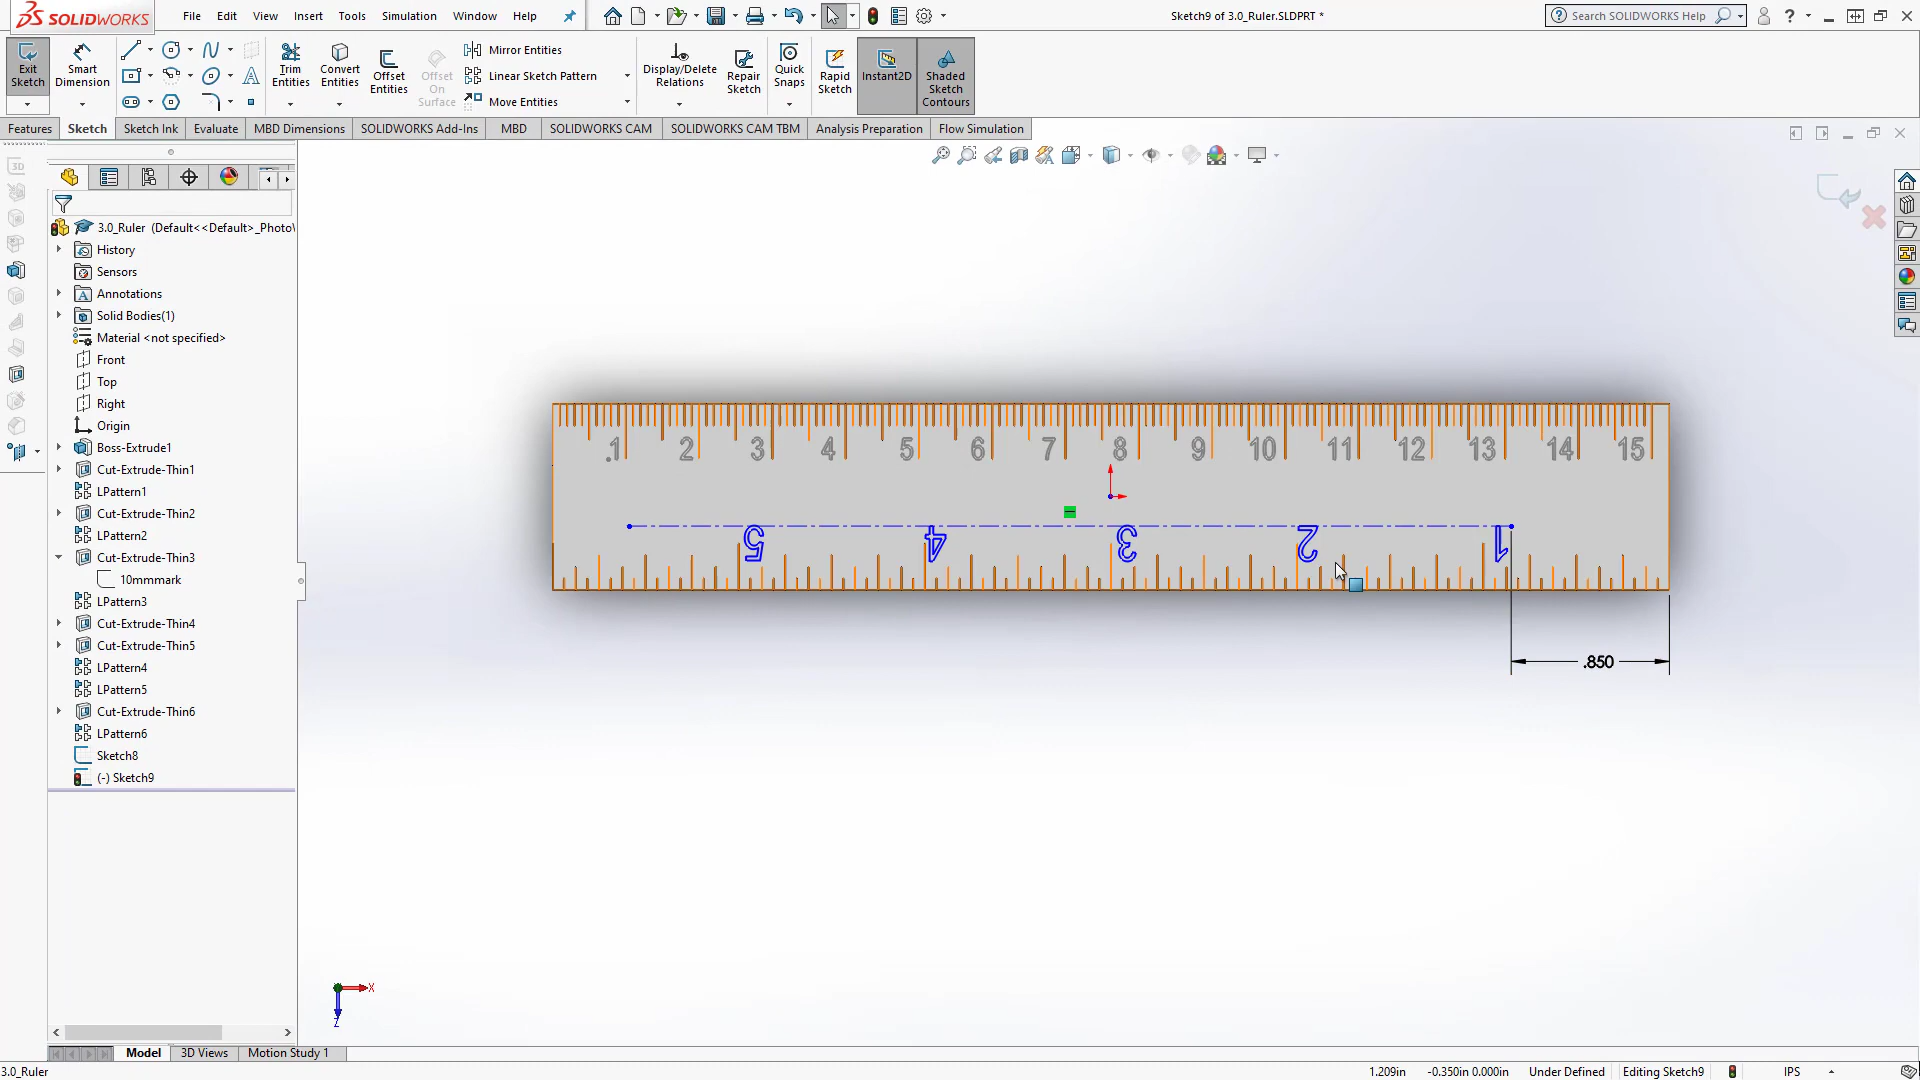 SOLIDWORKS
File Edit View Insert Tools Simulation Window Help
Sketch9 of 3.0_Ruler.SLDPRT *
Search SOLIDWORKS Help
Exit Sketch
Smart Dimension
Trim Entities
Convert Entities
Offset Entities
Offset On Surface
Mirror Entities
Linear Sketch Pattern
Move Entities
Display/Delete Relations
Repair Sketch
Quick Snaps
Rapid Sketch
Instant2D
Shaded Sketch Contours
Features Sketch Sketch Ink Evaluate MBD Dimensions SOLIDWORKS Add-Ins MBD SOLIDWORKS CAM SOLIDWORKS CAM TBM Analysis Preparation Flow Simulation
3.0_Ruler (Default<<Default>_Photo
History
Sensors
Annotations
Solid Bodies(1)
Material <not specified>
Front
Top
Right
Origin
Boss-Extrude1
Cut-Extrude-Thin1
LPattern1
Cut-Extrude-Thin2
LPattern2
Cut-Extrude-Thin3
10mmmark
LPattern3
Cut-Extrude-Thin4
Cut-Extrude-Thin5
LPattern4
LPattern5
Cut-Extrude-Thin6
LPattern6
Sketch8
(-) Sketch9
.1 2 3 4 5 6 7 8 9 10 11 12 13 14 15
5 4 3 2 1
.850
X
Z
Model 3D Views Motion Study 1
3.0_Ruler
1.209in -0.350in 0.000in Under Defined Editing Sketch9 IPS